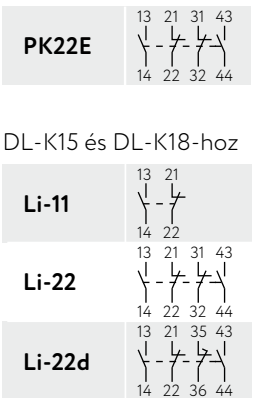 13 21 31 43
PK22E
14 22 32 44
DL-K15 és DL-K18-hoz
13 21
Li-11
14 22
13 21 31 43
Li-22
14 22 32 44
13 21 35 43
Li-22d
14 22 36 44